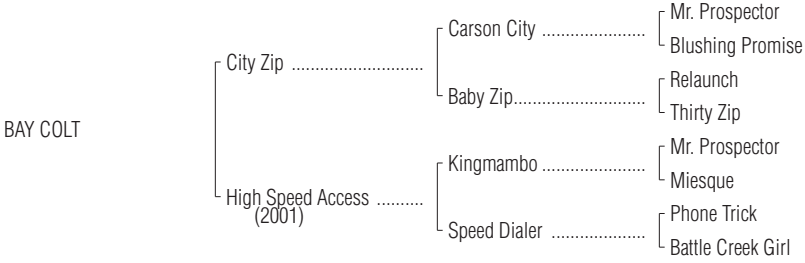 Mr. Prospector
Carson City ......................
Blushing Promise
City Zip ............................
Relaunch
Baby Zip............................
Thirty Zip
BAY COLT
Mr. Prospector
Kingmambo ......................
Miesque
High Speed Access ..........
(2001)
Phone Trick
Speed Dialer ....................
Battle Creek Girl